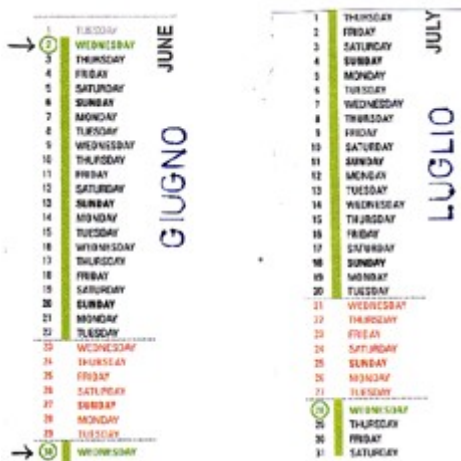 1 TUESDAY
2 WEDNESDAY
3 THURSDAY
4 FRIDAY
5 SATURDAY
6 SUNDAY
7 MONDAY
8 TUESDAY
9 WEDNESDAY
10 THURSDAY
11 FRIDAY
12 SATURDAY
13 SUNDAY
14 MONDAY
15 TUESDAY
16 WEDNESDAY
17 THURSDAY
18 FRIDAY
19 SATURDAY
20 SUNDAY
21 MONDAY
22 TUESDAY
23 WEDNESDAY
24 THURSDAY
25 FRIDAY
26 SATURDAY
27 SUNDAY
28 MONDAY
29 TUESDAY
30 WEDNESDAY
JUNE
GIUGNO
1 THURSDAY
2 FRIDAY
3 SATURDAY
4 SUNDAY
5 MONDAY
6 TUESDAY
7 WEDNESDAY
8 THURSDAY
9 FRIDAY
10 SATURDAY
11 SUNDAY
12 MONDAY
13 TUESDAY
14 WEDNESDAY
15 THURSDAY
16 FRIDAY
17 SATURDAY
18 SUNDAY
19 MONDAY
20 TUESDAY
21 WEDNESDAY
22 THURSDAY
23 FRIDAY
24 SATURDAY
25 SUNDAY
26 MONDAY
27 TUESDAY
28 WEDNESDAY
29 THURSDAY
30 FRIDAY
31 SATURDAY
JULY
LUGLIO